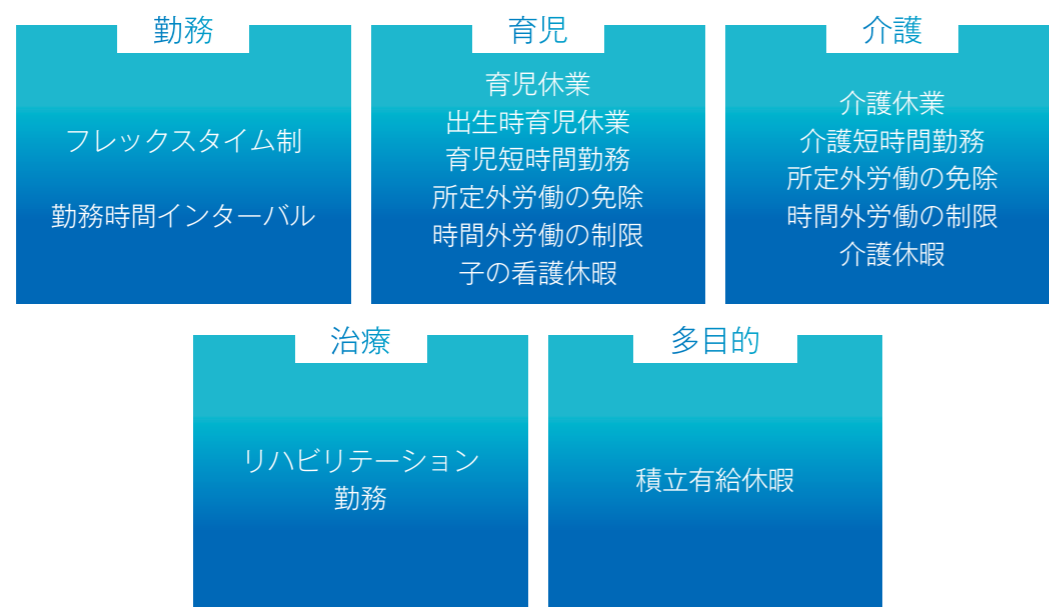 勤務
フレックスタイム制
勤務時間インターバル
育児
育児休業
出生時育児休業
育児短時間勤務
所定外労働の免除
時間外労働の制限
子の看護休暇
介護
介護休業
介護短時間勤務
所定外労働の免除
時間外労働の制限
介護休暇
治療
リハビリテーション
勤務
多目的
積立有給休暇